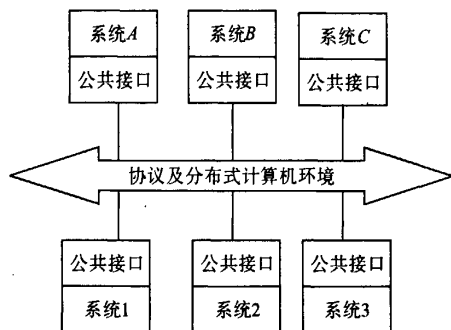 系统A
系统B
系统C
公共接口
公共接口
公共接口
协议及分布式计算机环境
公共接口
公共接口
公共接口
系统1
系统2
系统3